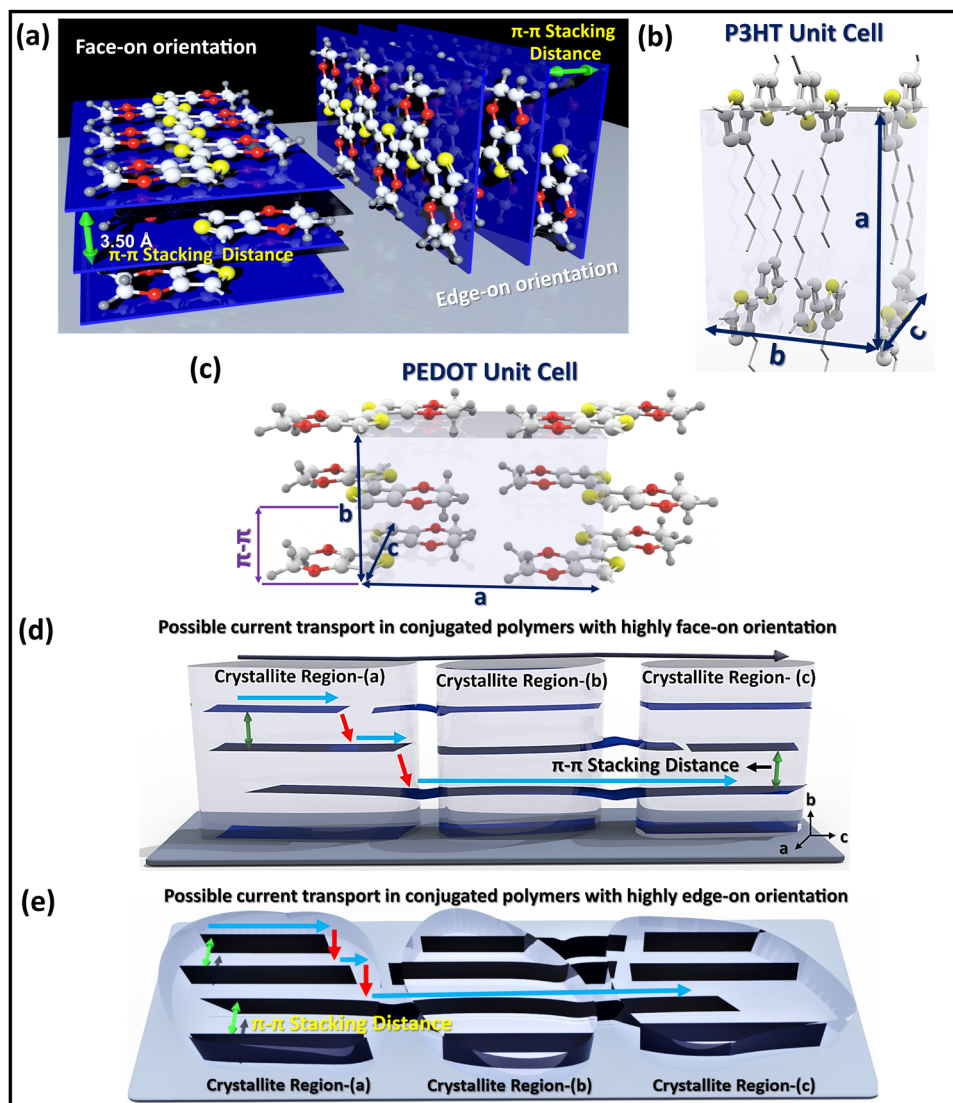 (a)
Face-on orientation
π-π Stacking
Distance
3.50 Å
π-π Stacking Distance
Edge-on orientation
(b)
P3HT Unit Cell
a
b
c
(c)
PEDOT Unit Cell
π-π
b
c
a
(d)
Possible current transport in conjugated polymers with highly face-on orientation
Crystallite Region-(a)
Crystallite Region-(b)
Crystallite Region- (c)
π-π Stacking Distance
b
c
a
(e)
Possible current transport in conjugated polymers with highly edge-on orientation
π-π Stacking Distance
Crystallite Region-(a)
Crystallite Region-(b)
Crystallite Region-(c)